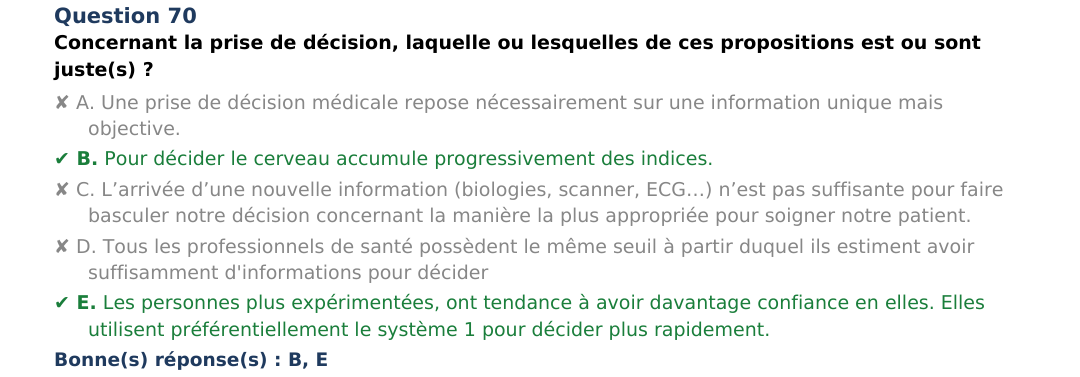 Question 70
Concernant la prise de décision, laquelle ou lesquelles de ces propositions est ou sont
juste(s) ?
✘ A. Une prise de décision médicale repose nécessairement sur une information unique mais
objective.
✔ B. Pour décider le cerveau accumule progressivement des indices.
✘ C. L’arrivée d’une nouvelle information (biologies, scanner, ECG…) n’est pas suffisante pour faire
basculer notre décision concernant la manière la plus appropriée pour soigner notre patient.
✘ D. Tous les professionnels de santé possèdent le même seuil à partir duquel ils estiment avoir
suffisamment d'informations pour décider
✔ E. Les personnes plus expérimentées, ont tendance à avoir davantage confiance en elles. Elles
utilisent préférentiellement le système 1 pour décider plus rapidement.
Bonne(s) réponse(s) : B, E